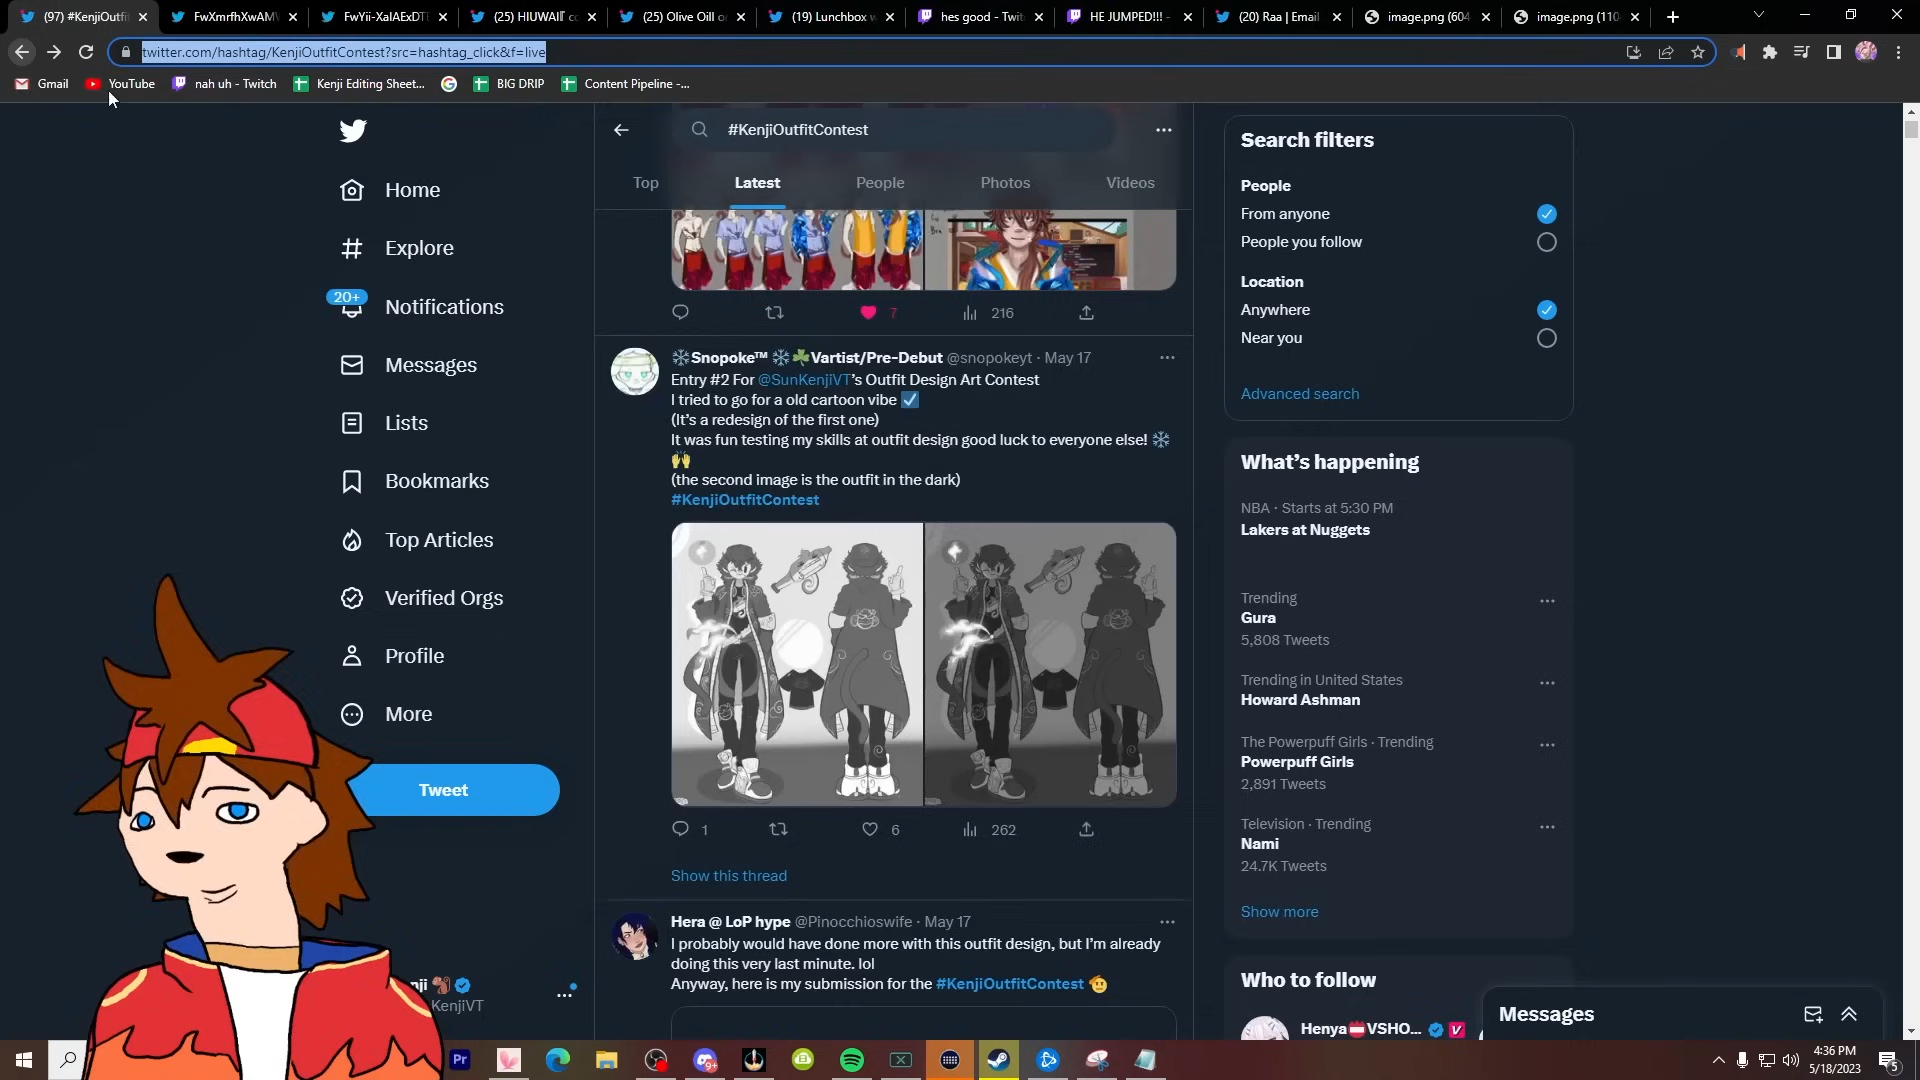 (97) #KenjiOutfi
FwXmrfhXwAM
FwYii-XaIAExDT
(25) HIUWAII
(25) Olive Oill
(19) Lunchbox
hes good - Twit
HE JUMPED!!! -
(20) Raa | Email
image.png (604
image.png (110
twitter.com/hashtag/KenjiOutfitContest?src=hashtag_click&f=live
Gmail
YouTube
nah uh - Twitch
Kenji Editing Sheet...
BIG DRIP
Content Pipeline -...
#KenjiOutfitContest
Top
Latest
People
Photos
Videos
Home
Explore
20+
Notifications
Messages
Lists
Bookmarks
Top Articles
Verified Orgs
Profile
More
Tweet
nji
KenjiVT
7
216
❄Snopoke™ ❄☘Vartist/Pre-Debut @snopokeyt · May 17
Entry #2 For @SunKenjiVT's Outfit Design Art Contest
I tried to go for a old cartoon vibe ☑
(It's a redesign of the first one)
It was fun testing my skills at outfit design good luck to everyone else! ❄
🙌
(the second image is the outfit in the dark)
#KenjiOutfitContest
1
6
262
Show this thread
Hera @ LoP hype @Pinocchioswife · May 17
I probably would have done more with this outfit design, but I'm already
doing this very last minute. lol
Anyway, here is my submission for the #KenjiOutfitContest 🫡
Search filters
People
From anyone
People you follow
Location
Anywhere
Near you
Advanced search
What's happening
NBA · Starts at 5:30 PM
Lakers at Nuggets
Trending
Gura
5,808 Tweets
Trending in United States
Howard Ashman
The Powerpuff Girls · Trending
Powerpuff Girls
2,891 Tweets
Television · Trending
Nami
24.7K Tweets
Show more
Who to follow
Henya VSHO...
Messages
Pr
9+
4:36 PM
5/18/2023
5